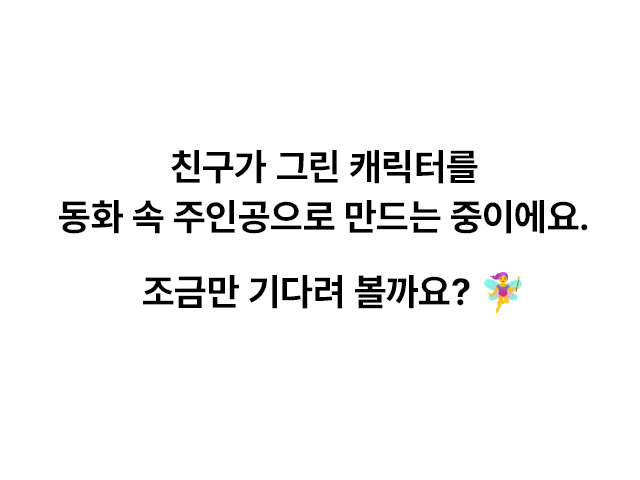 친구가 그린 캐릭터를
동화 속 주인공으로 만드는 중이에요.
조금만 기다려 볼까요? 🧚‍♀️